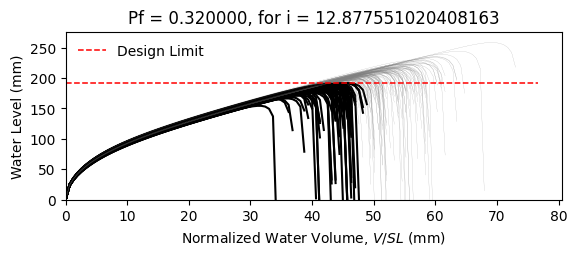 Pf = 0.320000, for i = 12.877551020408163
Water Level (mm)
250
200
150
100
50
0
Design Limit
0 10 20 30 40 50 60 70 80
Normalized Water Volume, V/SL (mm)